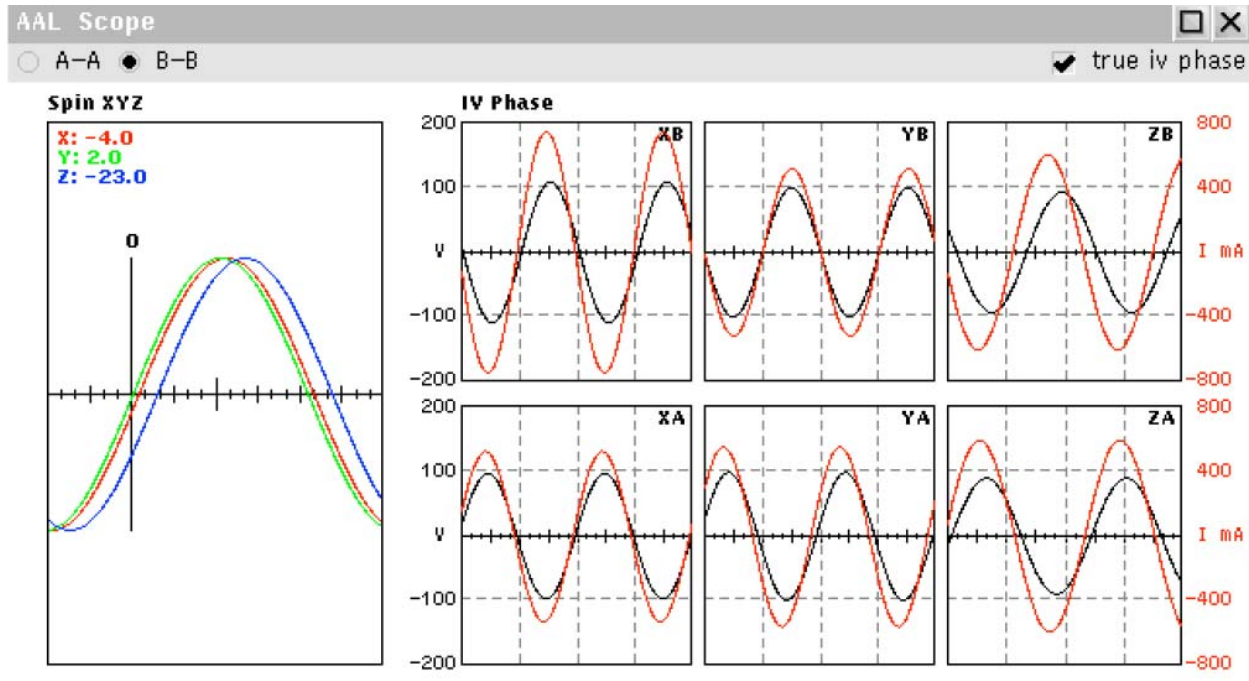 AAL Scope
A-A B-B
true iv phase
Spin XYZ
X: -4.0
Y: 2.0
Z: -23.0
0
IV Phase
200
100
V
-100
-200
XB
YB
ZB
800
400
I mA
-400
-800
200
100
V
-100
-200
XA
YA
ZA
800
400
I mA
-400
-800